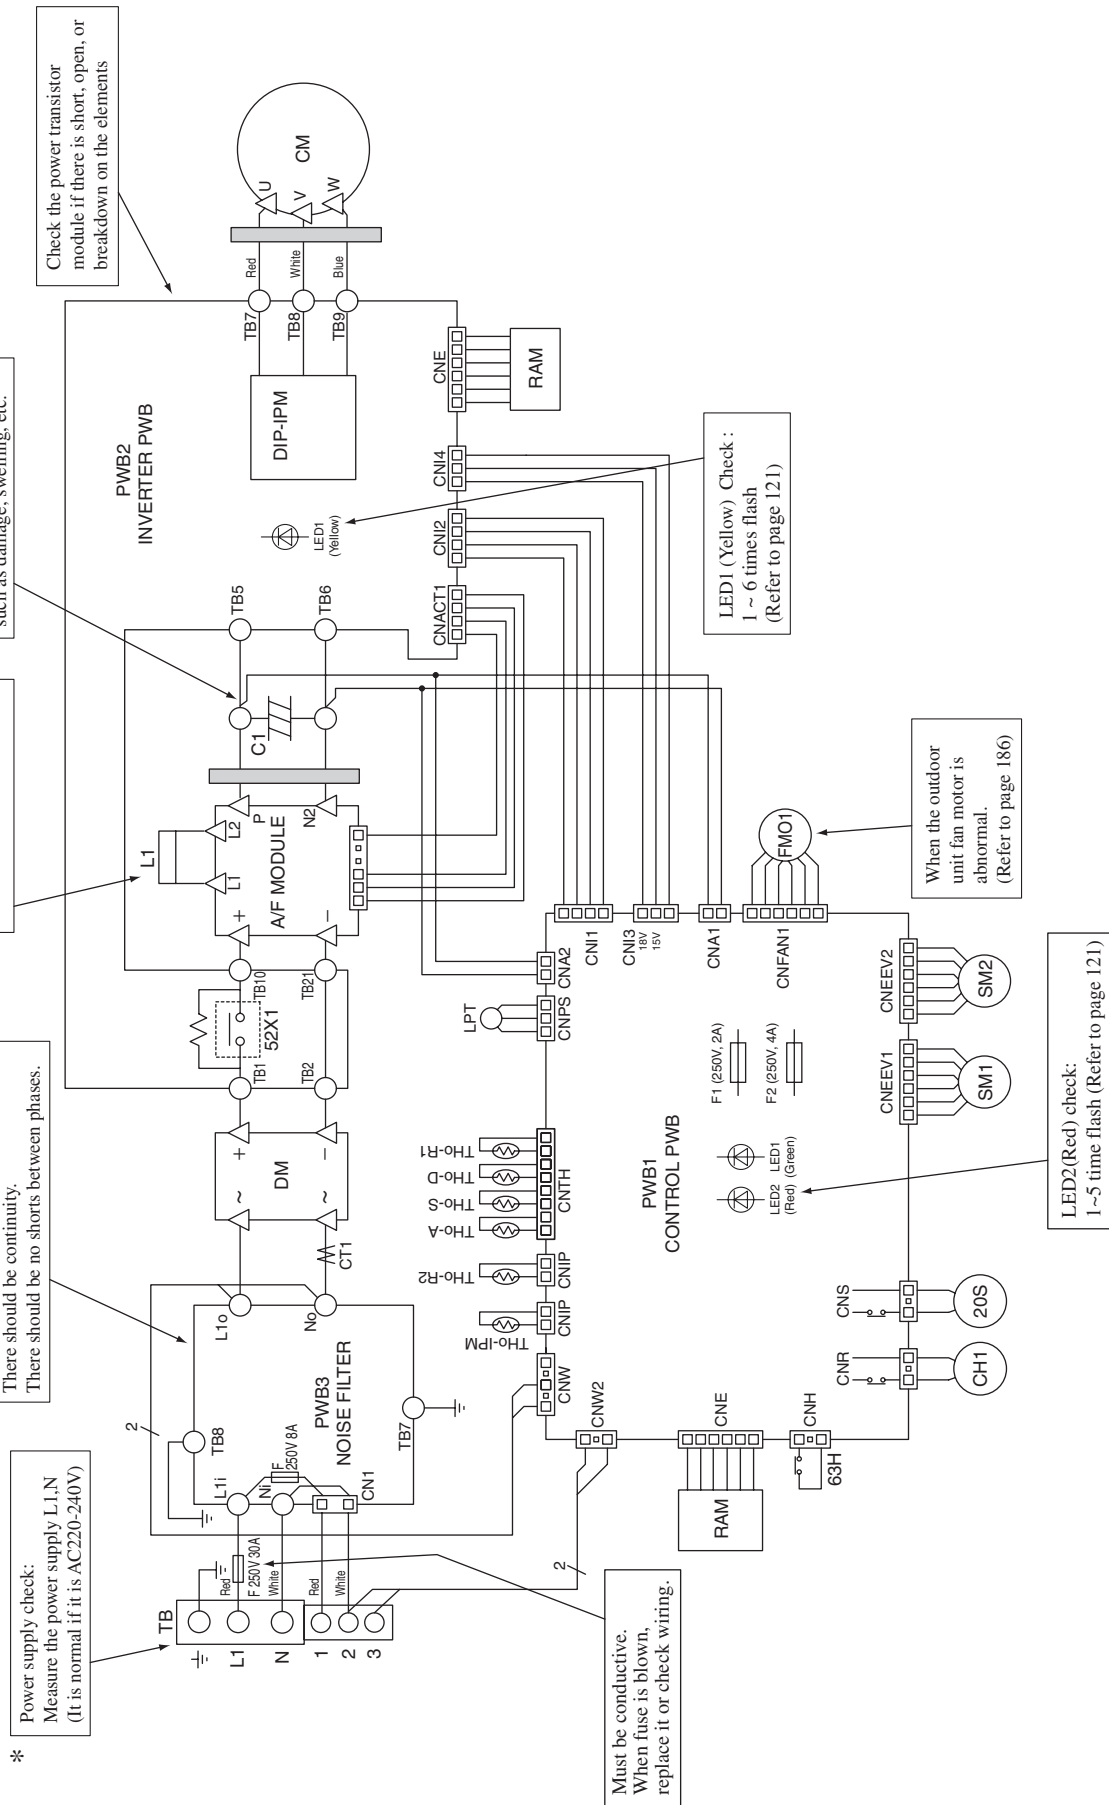 *
Power supply check:
Measure the power supply L1,N
(It is normal if it is AC220-240V)
There should be continuity.
There should be no shorts between phases.
such as damage, swelling, etc.
Check the power transistor
module if there is short, open, or
breakdown on the elements
TB
L1
N
1
2
3
Red
F 250V 30A
White
Red
White
2
TB8
L1i
Ni
F
250V 8A
CN1
PWB3
NOISE FILTER
TB7
L1o
No
CT1
~
~
DM
+
−
TB1
TB2
52X1
TB10
TB21
+
−
L1
L1
L2
A/F MODULE
P
N2
C1
TB5
TB6
PWB2
INVERTER PWB
LED1
(Yellow)
DIP-IPM
TB7
TB8
TB9
Red
White
Blue
U
V
W
CM
CNACT1
CNI2
CNI4
CNE
RAM
LED1 (Yellow) Check :
1 ~ 6 times flash
(Refer to page 121)
Must be conductive.
When fuse is blown,
replace it or check wiring.
2
CNW2
CNW
THo-IPM
CNIP
THo-R2
CNIP
THo-A
THo-S
THo-D
THo-R1
CNTH
LPT
CNPS
CNA2
CNI1
CNI3
18V
15V
CNA1
CNFAN1
FMO1
When the outdoor
unit fan motor is
abnormal.
(Refer to page 186)
PWB1
CONTROL PWB
LED2
(Red)
LED1
(Green)
F1 (250V, 2A)
F2 (250V, 4A)
RAM
CNE
CNH
63H
CNR
CH1
CNS
20S
CNEEV1
SM1
CNEEV2
SM2
LED2(Red) check:
1~5 time flash (Refer to page 121)